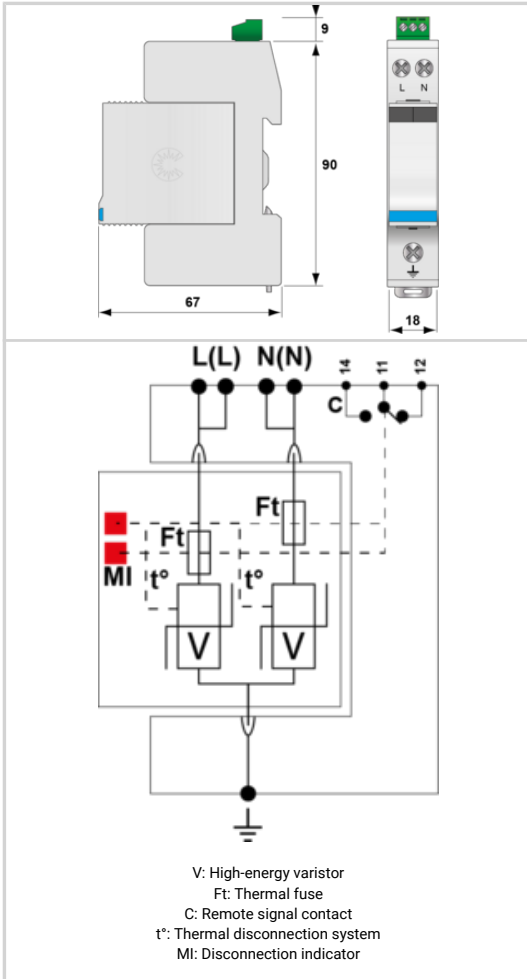 9
L N
90
67
18
L(L) N(N)
14 11 12
C
Ft
Ft
MI t° t°
V V
V: High-energy varistor
Ft: Thermal fuse
C: Remote signal contact
t°: Thermal disconnection system
MI: Disconnection indicator